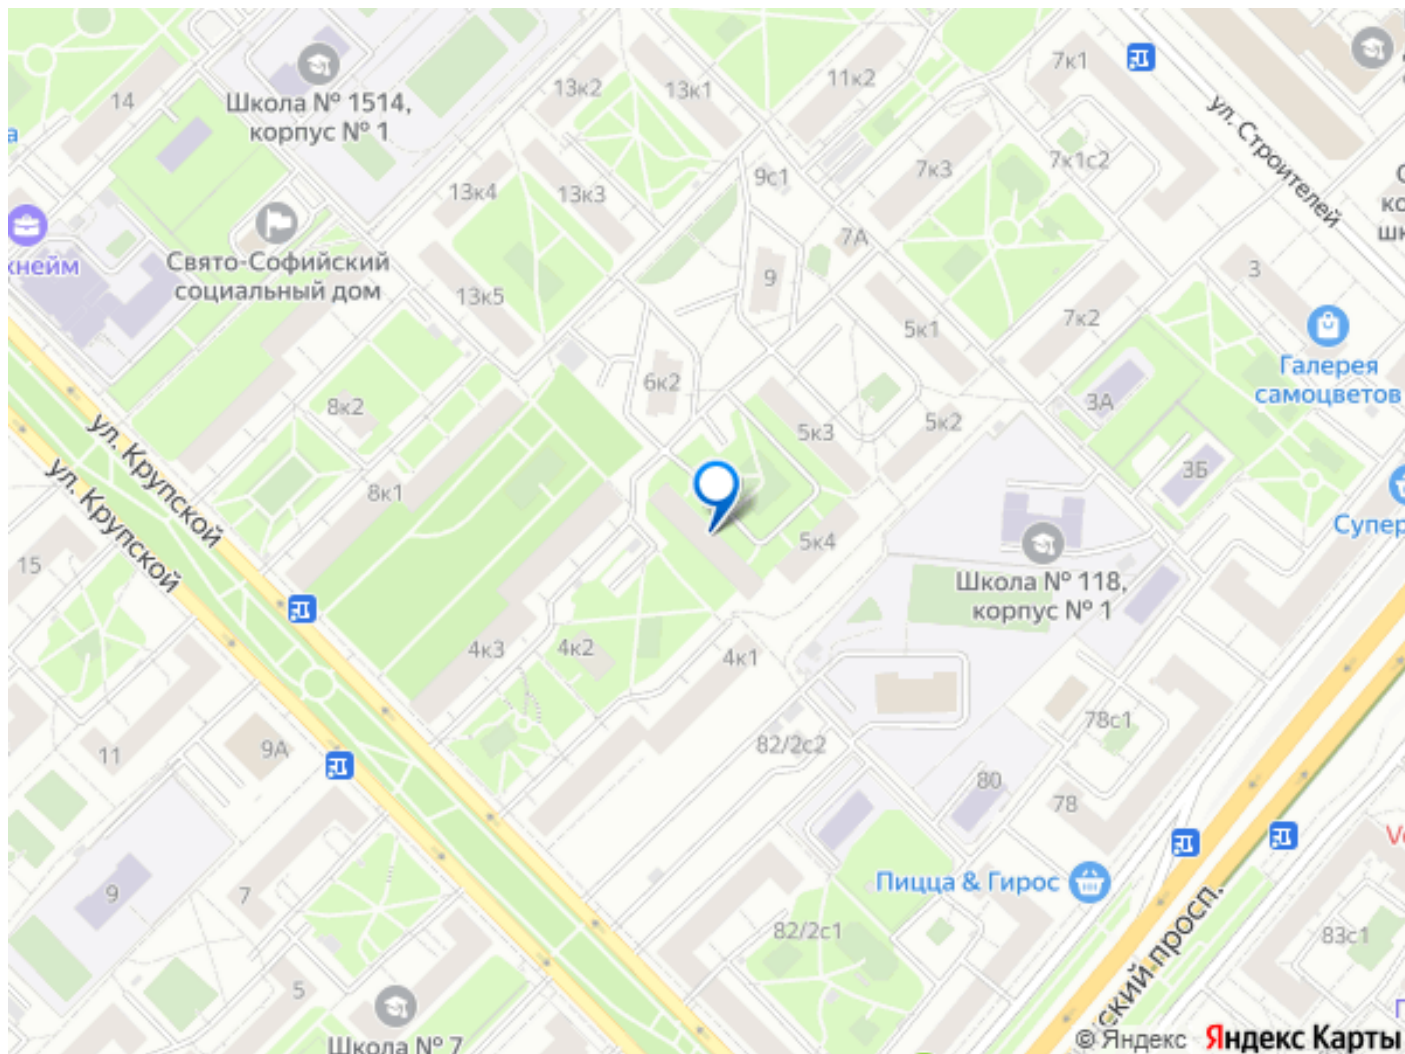 14
Школа № 1514,
корпус № 1
13к2
13к1
11к2
7к1
ул. Строителей
а
13к4
13к3
9с1
7к3
7к1с2
хнейм
Свято-Софийский
социальный дом
13к5
7А
9
3
5к1
7к2
Галерея
самоцветов
6к2
8к2
5к3
5к2
3А
3Б
ул. Крупской
ул. Крупской
8к1
Супер
15
5к4
Школа № 118,
корпус № 1
4к3
4к2
4к1
11
9А
82/2с2
78с1
80
78
Пицца & Гирос
9
7
82/2с1
83с1
5
ский просп.
Школа № 7
© Яндекс Яндекс Карты